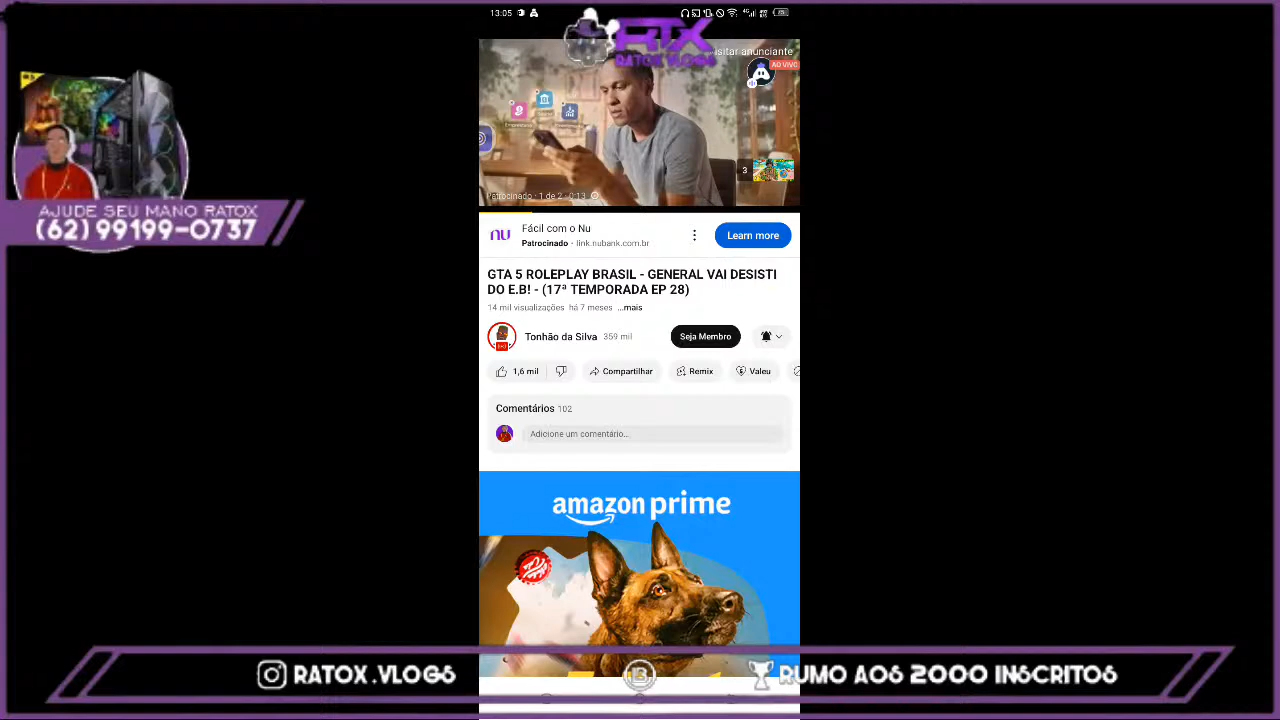 13:05
RTX
RATOX VLOGS
isitar anunciante
AO VIVO
3
Patrocinado · 1 de 2 · 0:13
AJUDE SEU MANO RATOX
(62) 99199-0737
nu
Fácil com o Nu
Patrocinado · link.nubank.com.br
Learn more
GTA 5 ROLEPLAY BRASIL - GENERAL VAI DESISTI
DO E.B! - (17ª TEMPORADA EP 28)
14 mil visualizações há 7 meses ...mais
Tonhão da Silva 359 mil
Seja Membro
1,6 mil
Compartilhar
Remix
Valeu
Comentários 102
Adicione um comentário...
amazon prime
RATOX.VLOGS
RUMO AOS 2000 INSCRITOS